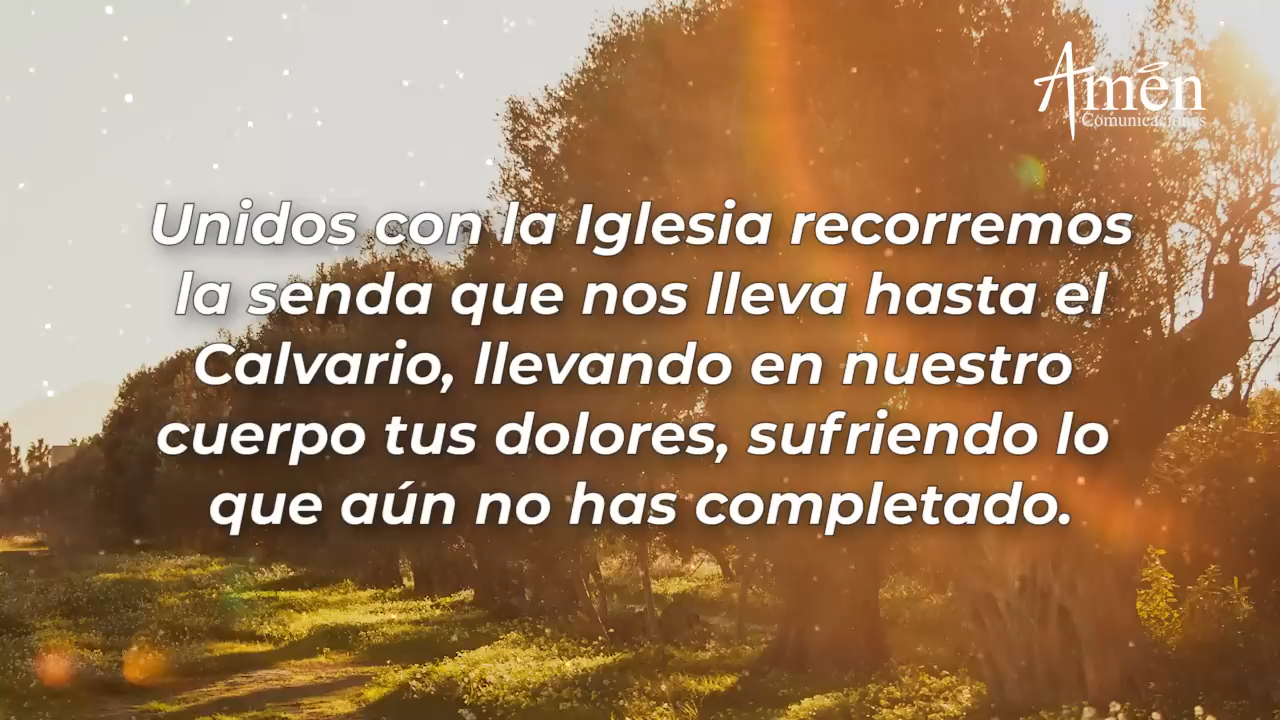 Amén
Comunicaciones
Unidos con la Iglesia recorremos
la senda que nos lleva hasta el
Calvario, llevando en nuestro
cuerpo tus dolores, sufriendo lo
que aún no has completado.